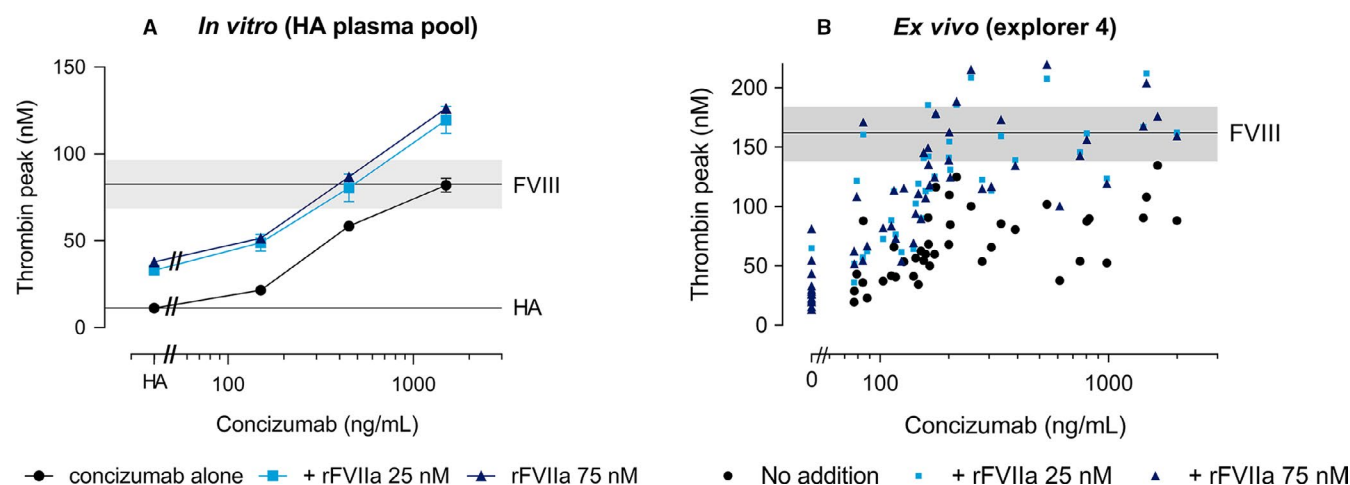 A In vitro (HA plasma pool)
Thrombin peak (nM)
150
100
50
0
FVIII
HA
HA 100 1000
Concizumab (ng/mL)
concizumab alone + rFVIIa 25 nM rFVIIa 75 nM
B Ex vivo (explorer 4)
Thrombin peak (nM)
200
150
100
50
0
FVIII
0 100 1000
Concizumab (ng/mL)
No addition + rFVIIa 25 nM + rFVIIa 75 nM